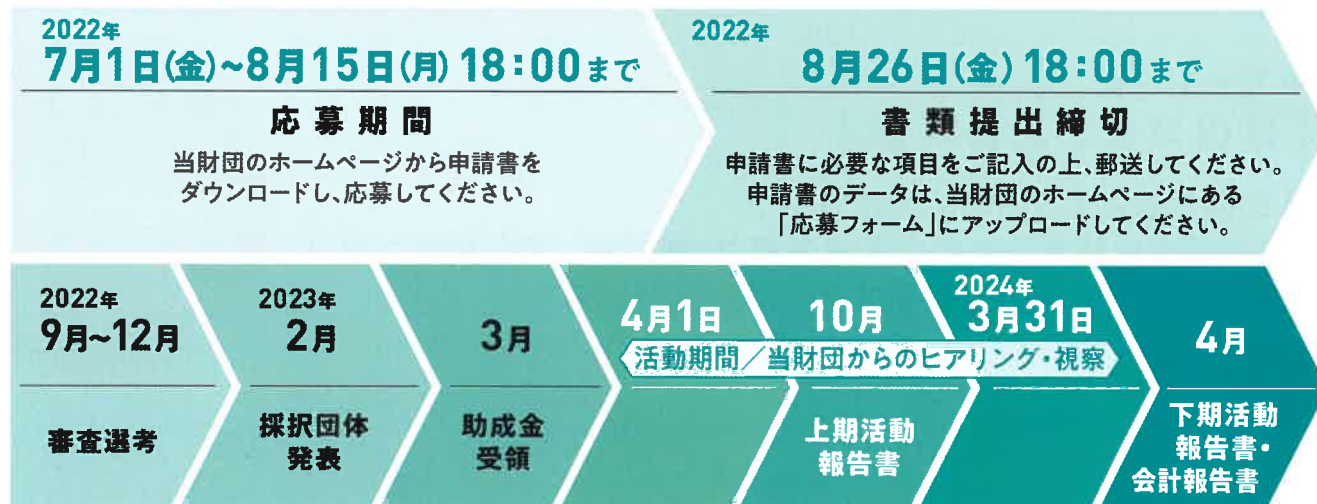 2022年
7月1日(金)~8月15日(月) 18:00まで
応募期間
当財団のホームページから申請書を
ダウンロードし、応募してください。
2022年
8月26日(金) 18:00まで
書類提出締切
申請書に必要な項目をご記入の上、郵送してください。
申請書のデータは、当財団のホームページにある
「応募フォーム」にアップロードしてください。
2022年
9月~12月
審査選考
2023年
2月
採択団体
発表
3月
助成金
受領
4月1日
10月
2024年
3月31日
活動期間/当財団からのヒアリング・視察
上期活動
報告書
4月
下期活動
報告書・
会計報告書